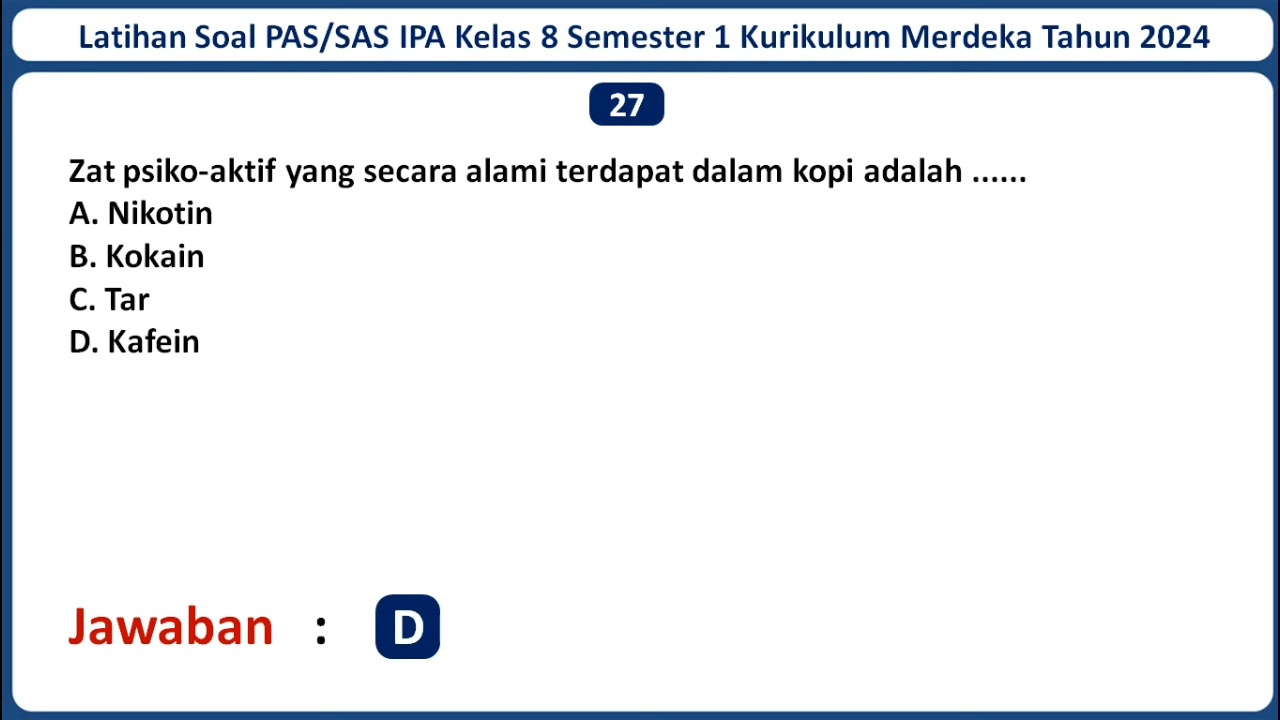 Latihan Soal PAS/SAS IPA Kelas 8 Semester 1 Kurikulum Merdeka Tahun 2024
27
Zat psiko-aktif yang secara alami terdapat dalam kopi adalah ......
A. Nikotin
B. Kokain
C. Tar
D. Kafein
Jawaban : D